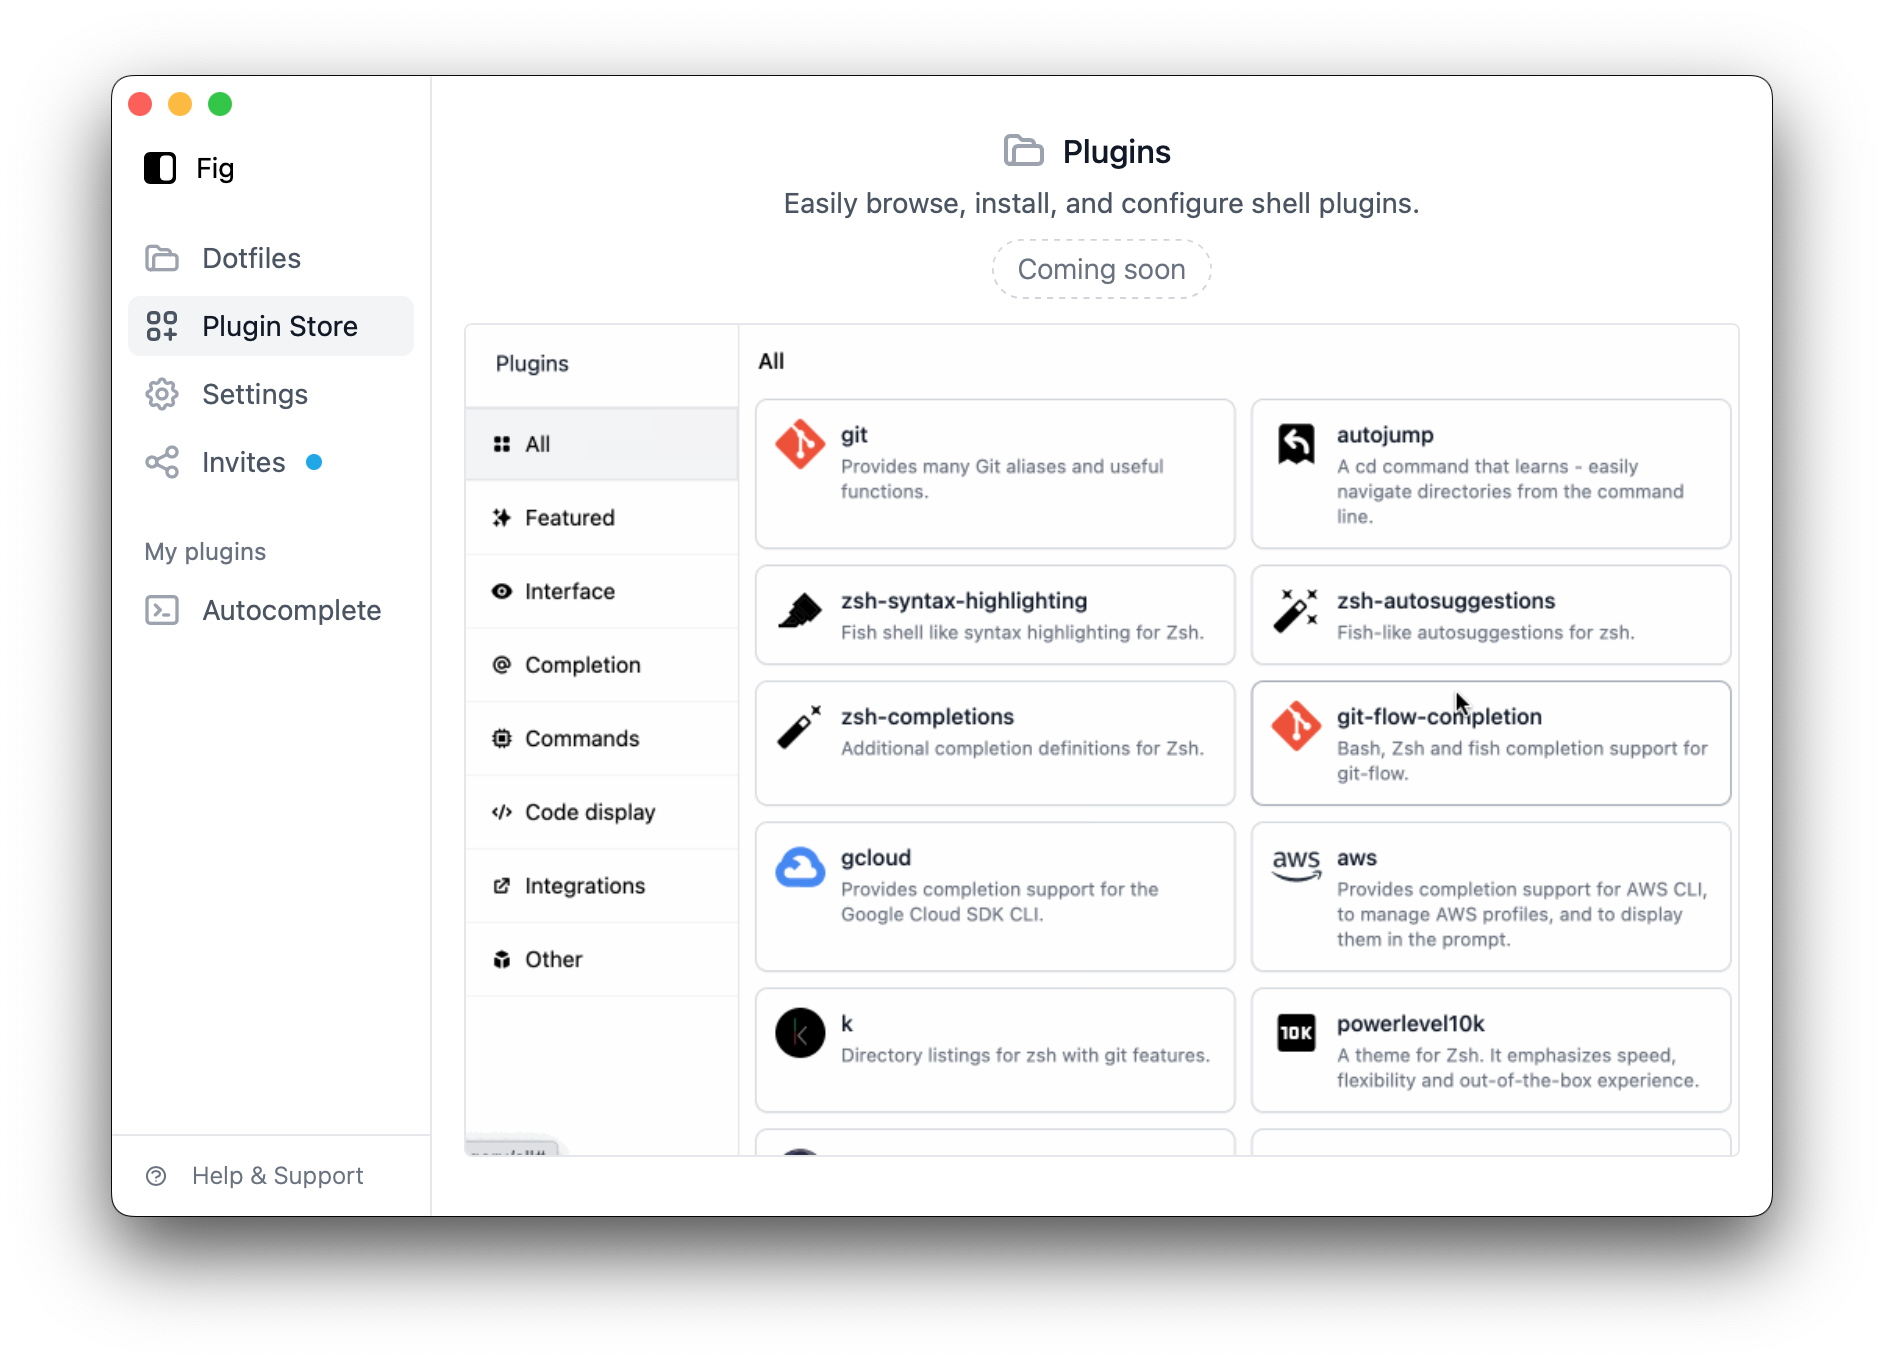 Fig
Dotfiles
Plugin Store
Settings
Invites
My plugins
Autocomplete
Help & Support
Plugins
Easily browse, install, and configure shell plugins.
Coming soon
Plugins
All
Featured
Interface
Completion
Commands
Code display
Integrations
Other
All
git
Provides many Git aliases and useful
functions.
autojump
A cd command that learns - easily
navigate directories from the command
line.
zsh-syntax-highlighting
Fish shell like syntax highlighting for Zsh.
zsh-autosuggestions
Fish-like autosuggestions for zsh.
zsh-completions
Additional completion definitions for Zsh.
git-flow-completion
Bash, Zsh and fish completion support for
git-flow.
gcloud
Provides completion support for the
Google Cloud SDK CLI.
aws
aws
Provides completion support for AWS CLI,
to manage AWS profiles, and to display
them in the prompt.
k
k
Directory listings for zsh with git features.
10K
powerlevel10k
A theme for Zsh. It emphasizes speed,
flexibility and out-of-the-box experience.